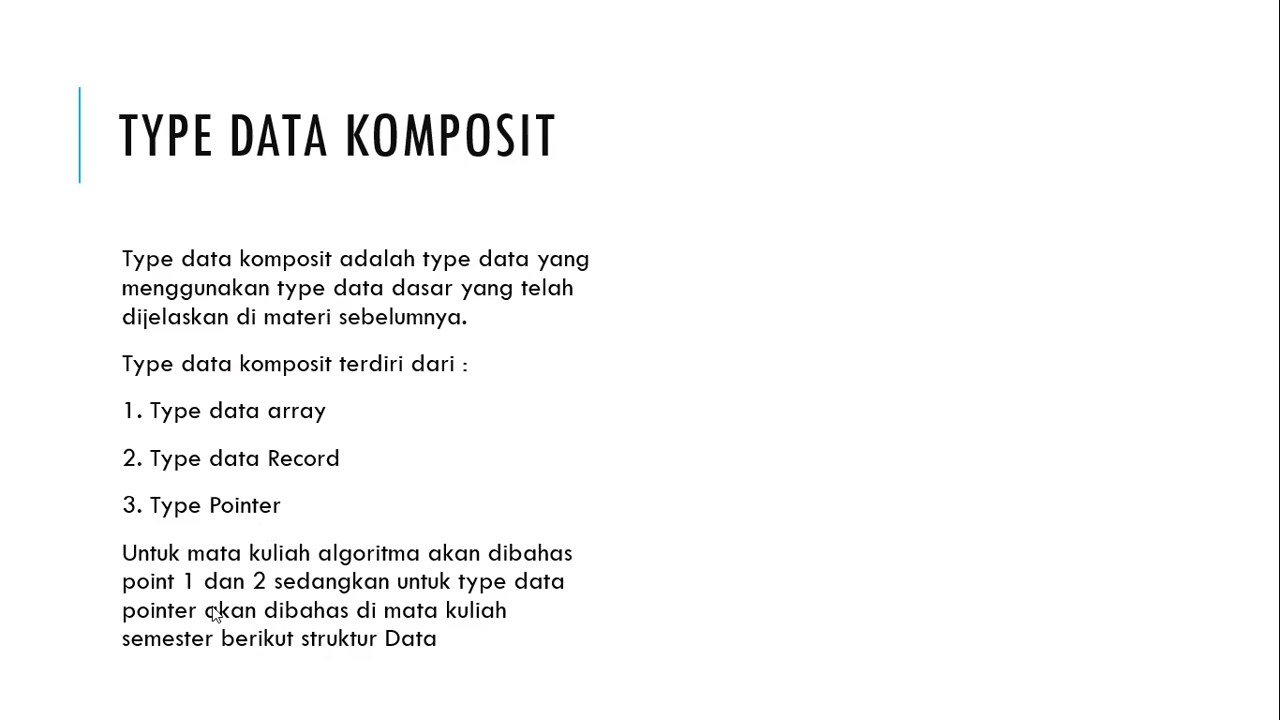 TYPE DATA KOMPOSIT
Type data komposit adalah type data yang
menggunakan type data dasar yang telah
dijelaskan di materi sebelumnya.
Type data komposit terdiri dari :
1. Type data array
2. Type data Record
3. Type Pointer
Untuk mata kuliah algoritma akan dibahas
point 1 dan 2 sedangkan untuk type data
pointer akan dibahas di mata kuliah
semester berikut struktur Data